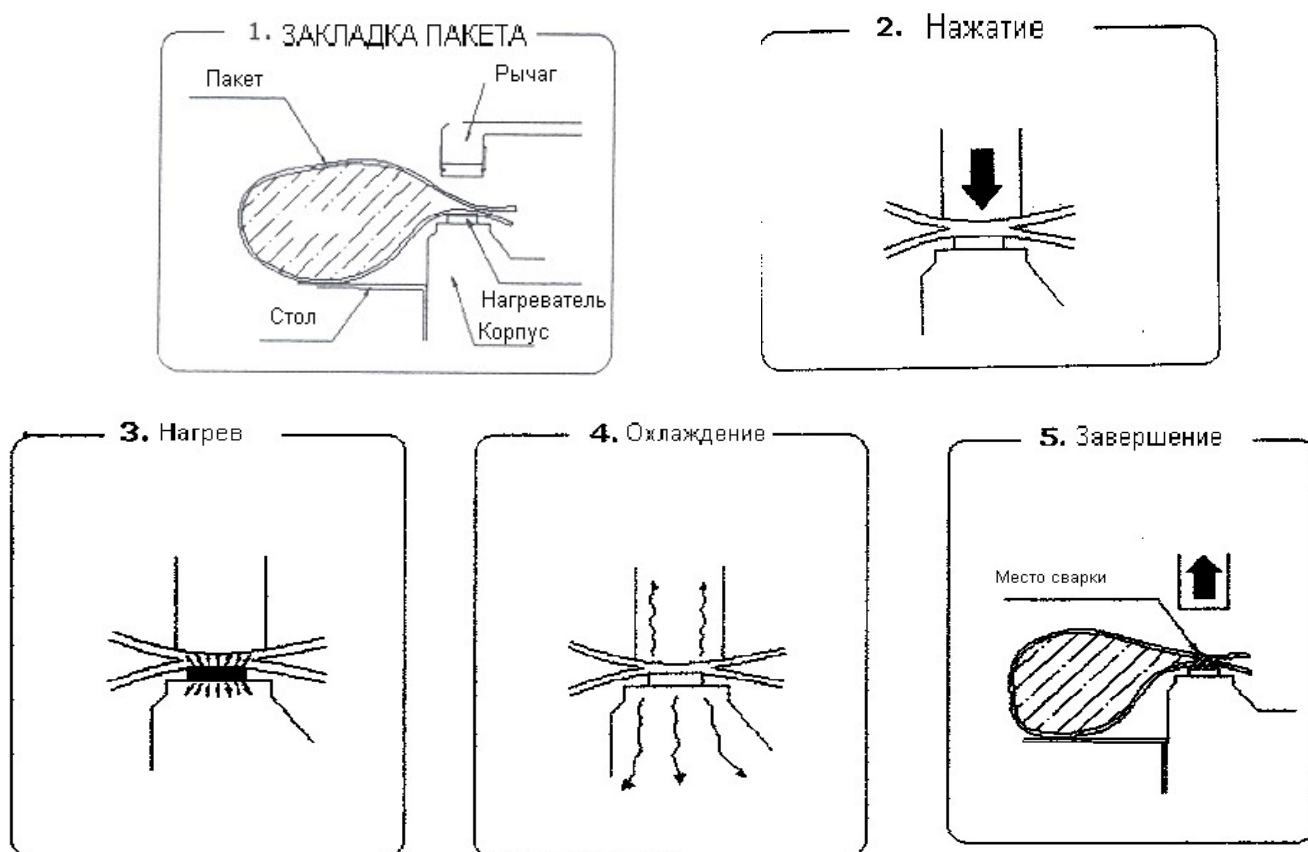 1. ЗАКЛАДКА ПАКЕТА
Пакет
Рычаг
Нагреватель
Стол
Корпус
2. Нажатие
3. Нагрев
4. Охлаждение
5. Завершение
Место сварки